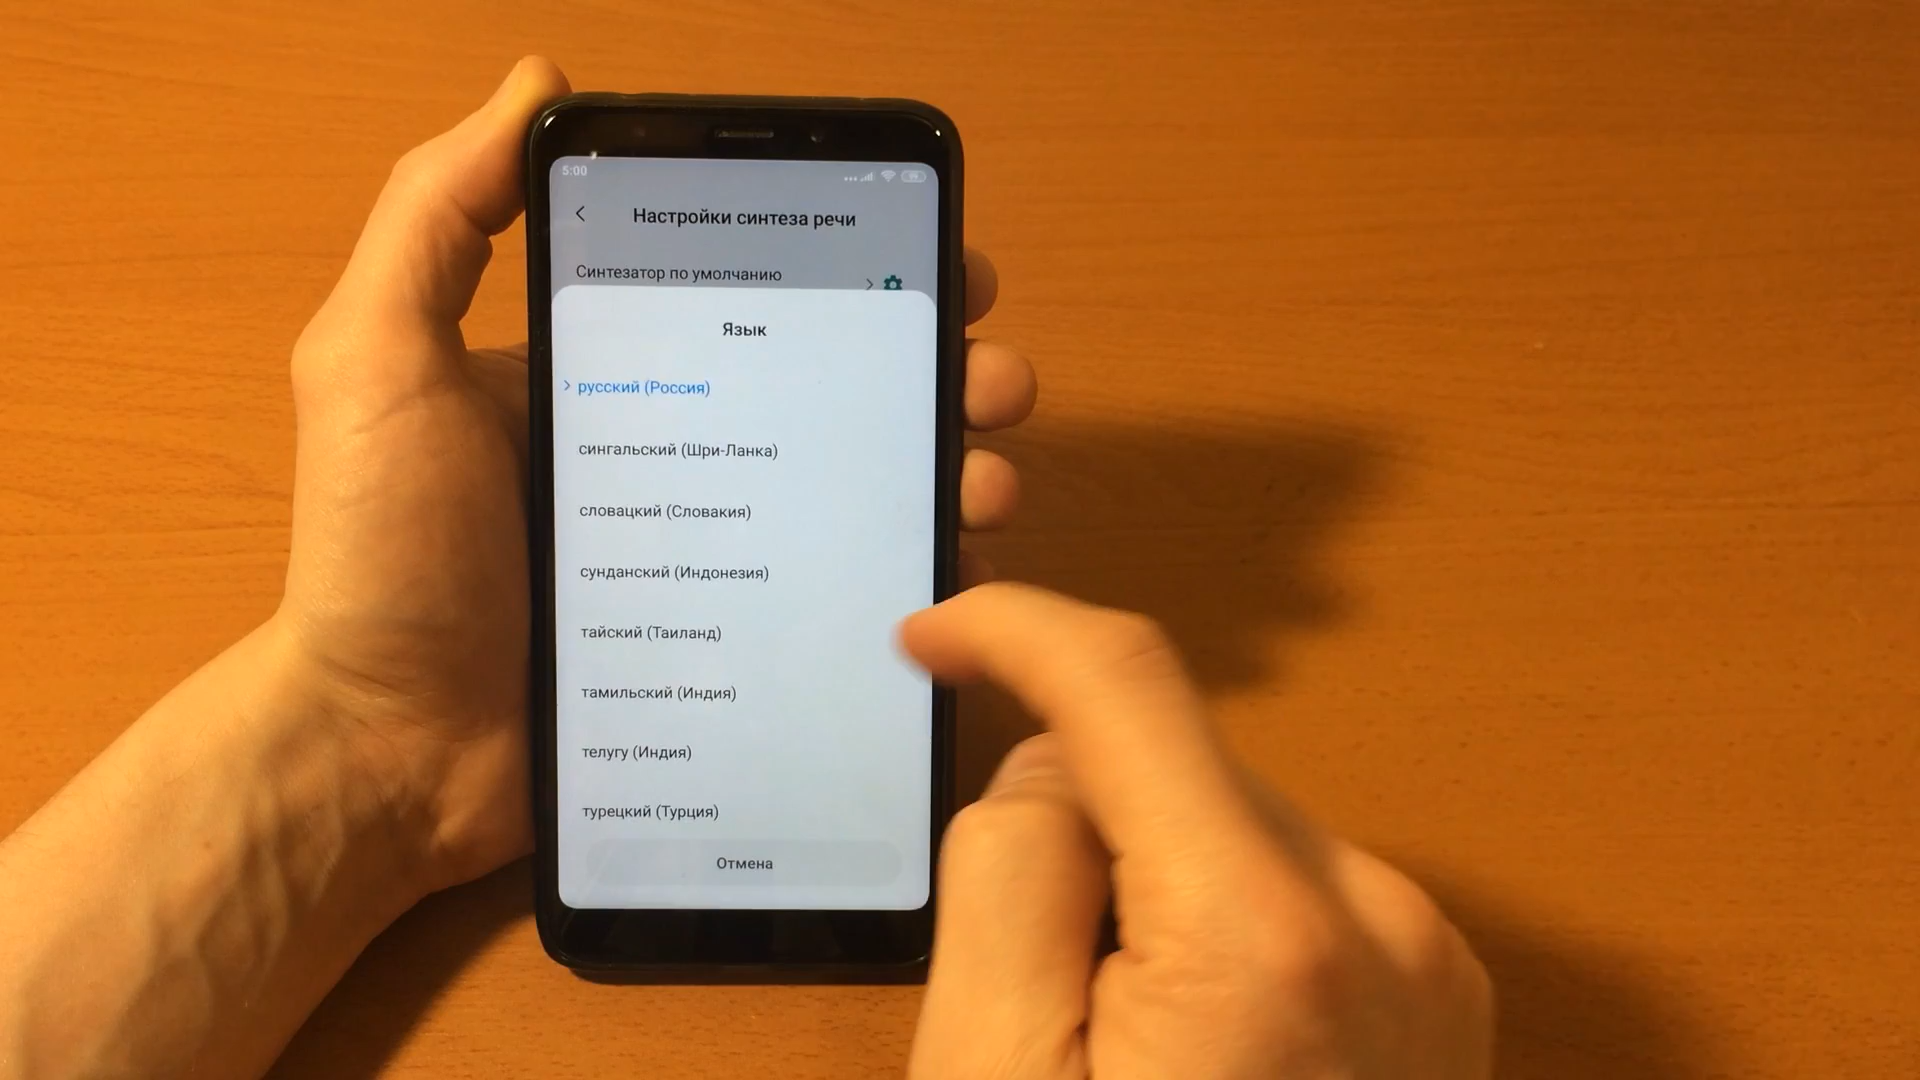 5:00
Настройки синтеза речи
Синтезатор по умолчанию
Язык
русский (Россия)
сингальский (Шри-Ланка)
словацкий (Словакия)
сунданский (Индонезия)
тайский (Таиланд)
тамильский (Индия)
телугу (Индия)
турецкий (Турция)
Отмена